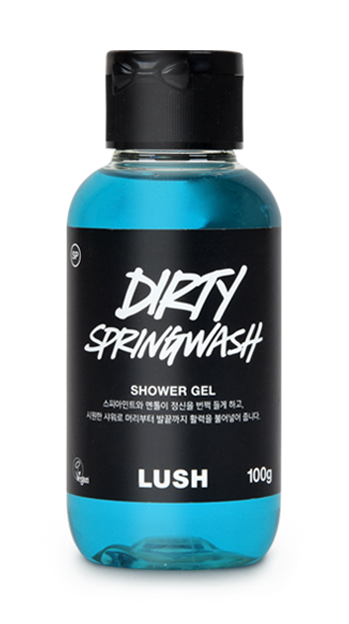 SP
DIRTY
SPRINGWASH
SHOWER GEL
스피아민트와 멘톨이 정신을 번쩍 들게 하고,
시원한 샤워로 머리부터 발끝까지 활력을 불어넣어 줍니다.
Vegan
LUSH
100g